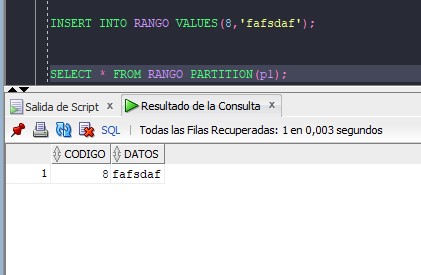 INSERT INTO RANGO VALUES(8,'fafsdaf');
SELECT * FROM RANGO PARTITION(p1);
Salida de Script x Resultado de la Consulta x
SQL | Todas las Filas Recuperadas: 1 en 0,003 segundos
CODIGO DATOS
1 8 fafsdaf